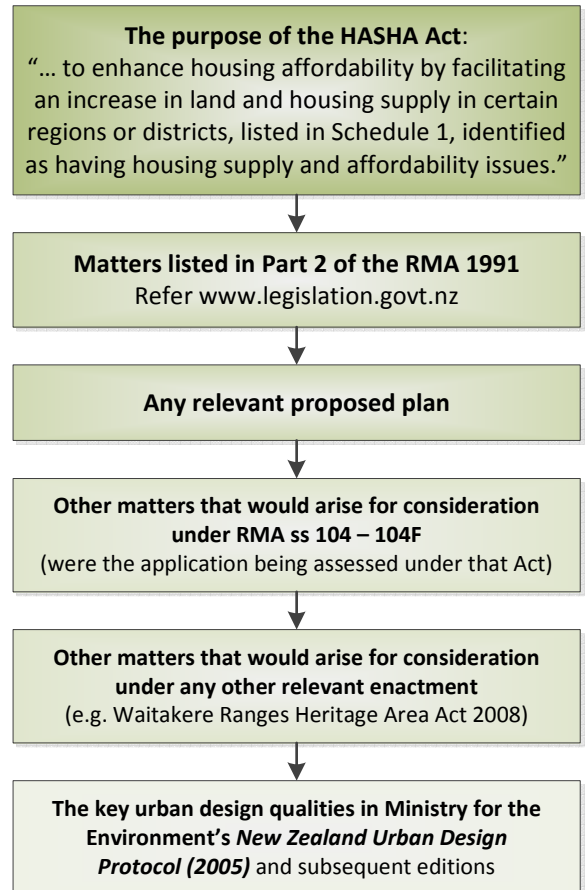 The purpose of the HASHA Act:
“… to enhance housing affordability by facilitating
an increase in land and housing supply in certain
regions or districts, listed in Schedule 1, identified
as having housing supply and affordability issues.”
Matters listed in Part 2 of the RMA 1991
Refer www.legislation.govt.nz
Any relevant proposed plan
Other matters that would arise for consideration
under RMA ss 104 – 104F
(were the application being assessed under that Act)
Other matters that would arise for consideration
under any other relevant enactment
(e.g. Waitakere Ranges Heritage Area Act 2008)
The key urban design qualities in Ministry for the
Environment’s New Zealand Urban Design
Protocol (2005) and subsequent editions